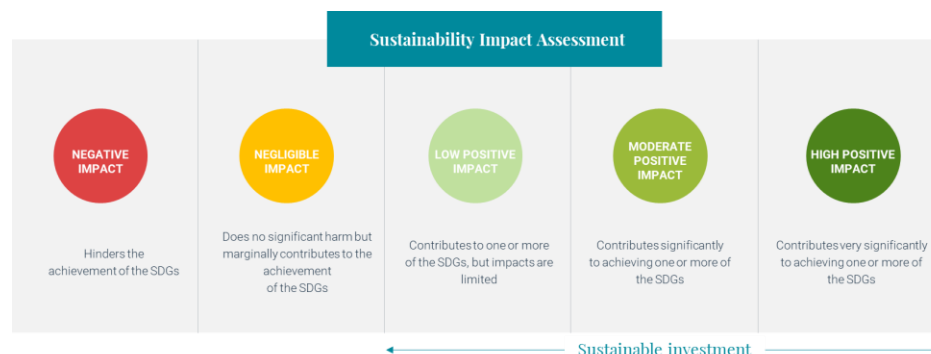 Sustainability Impact Assessment
NEGATIVE
IMPACT
Hinders the
achievement of the SDGs
NEGLIGIBLE
IMPACT
Does no significant harm but
marginally contributes to the
achievement
of the SDGs
LOW POSITIVE
IMPACT
Contributes to one or more
of the SDGs, but impacts are
limited
MODERATE
POSITIVE
IMPACT
Contributes significantly
to achieving one or more of
the SDGs
HIGH POSITIVE
IMPACT
Contributes very significantly
to achieving one or more of
the SDGs
Sustainable investment